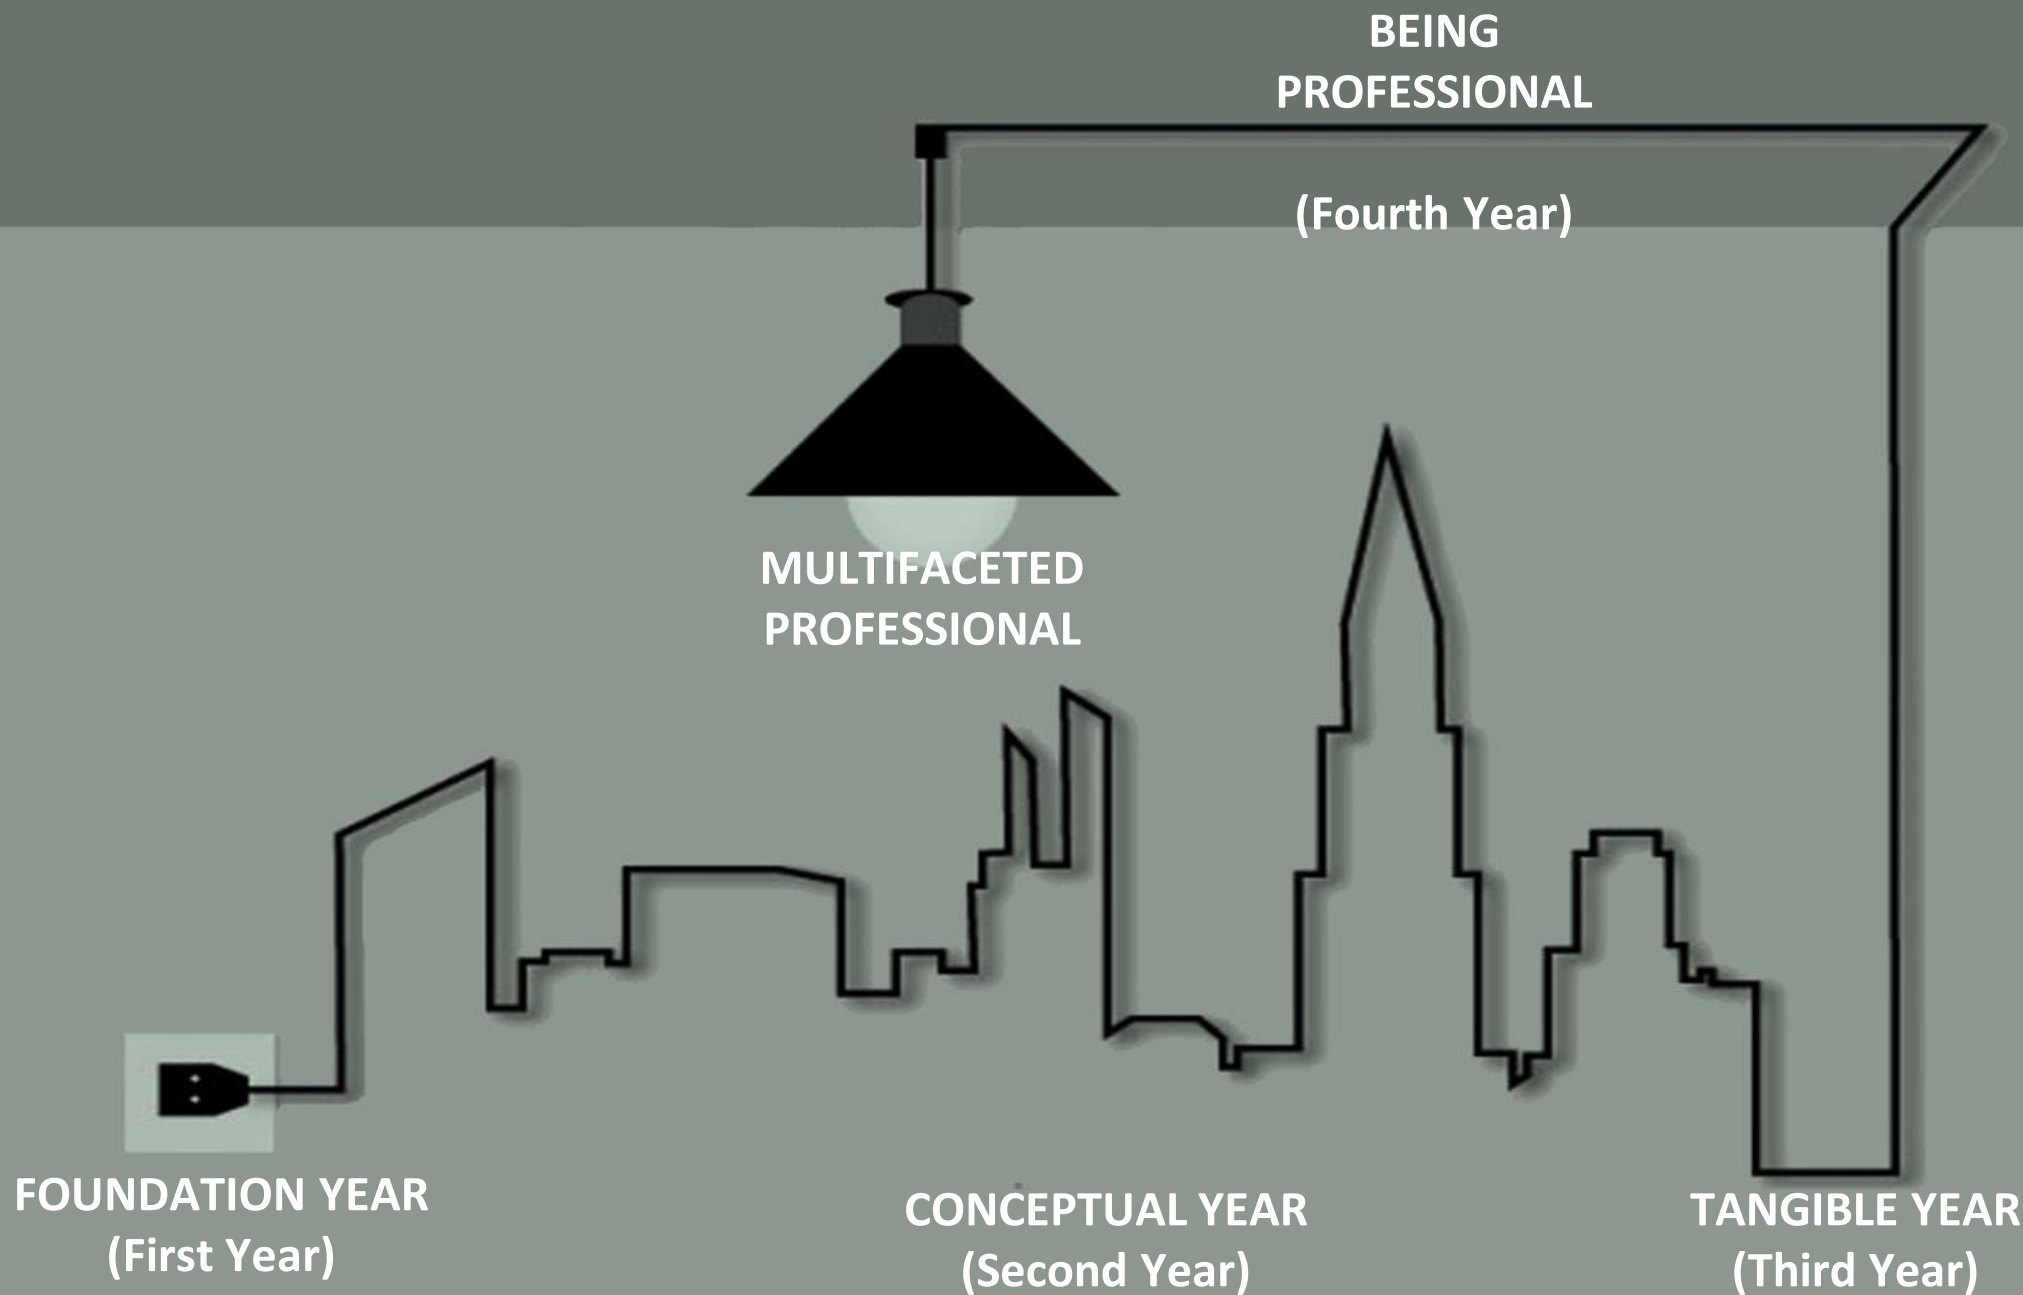 BEING
PROFESSIONAL
(Fourth Year)
MULTIFACETED
PROFESSIONAL
FOUNDATION YEAR
(First Year)
CONCEPTUAL YEAR
(Second Year)
TANGIBLE YEAR
(Third Year)